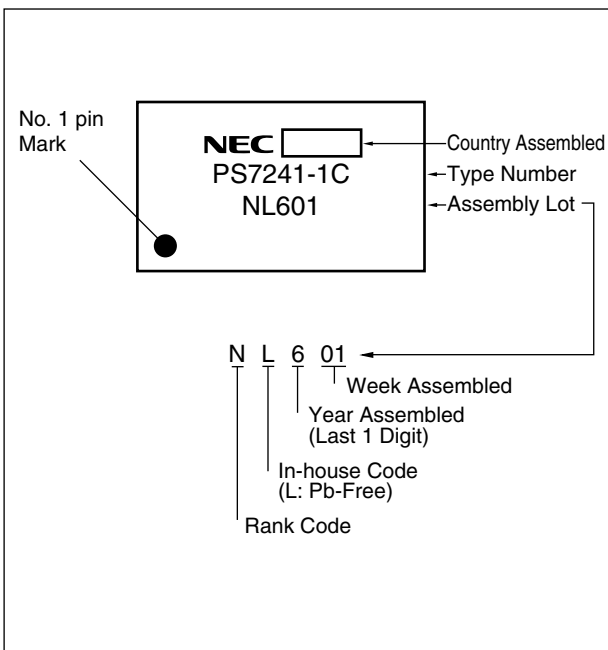 No. 1 pin
Mark
NEC
Country Assembled
PS7241-1C
Type Number
NL601
Assembly Lot
N L 6 01
Week Assembled
Year Assembled
(Last 1 Digit)
In-house Code
(L: Pb-Free)
Rank Code